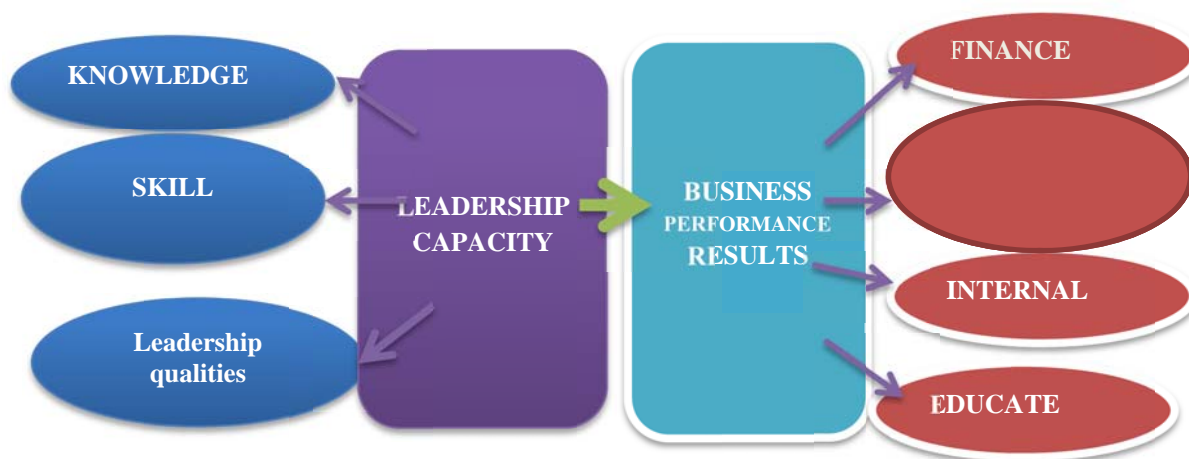 KNOWLEDGE
SKILL
Leadership
qualities
LEADERSHIP
CAPACITY
BUSINESS
PERFORMANCE
RESULTS
FINANCE
INTERNAL
EDUCATE